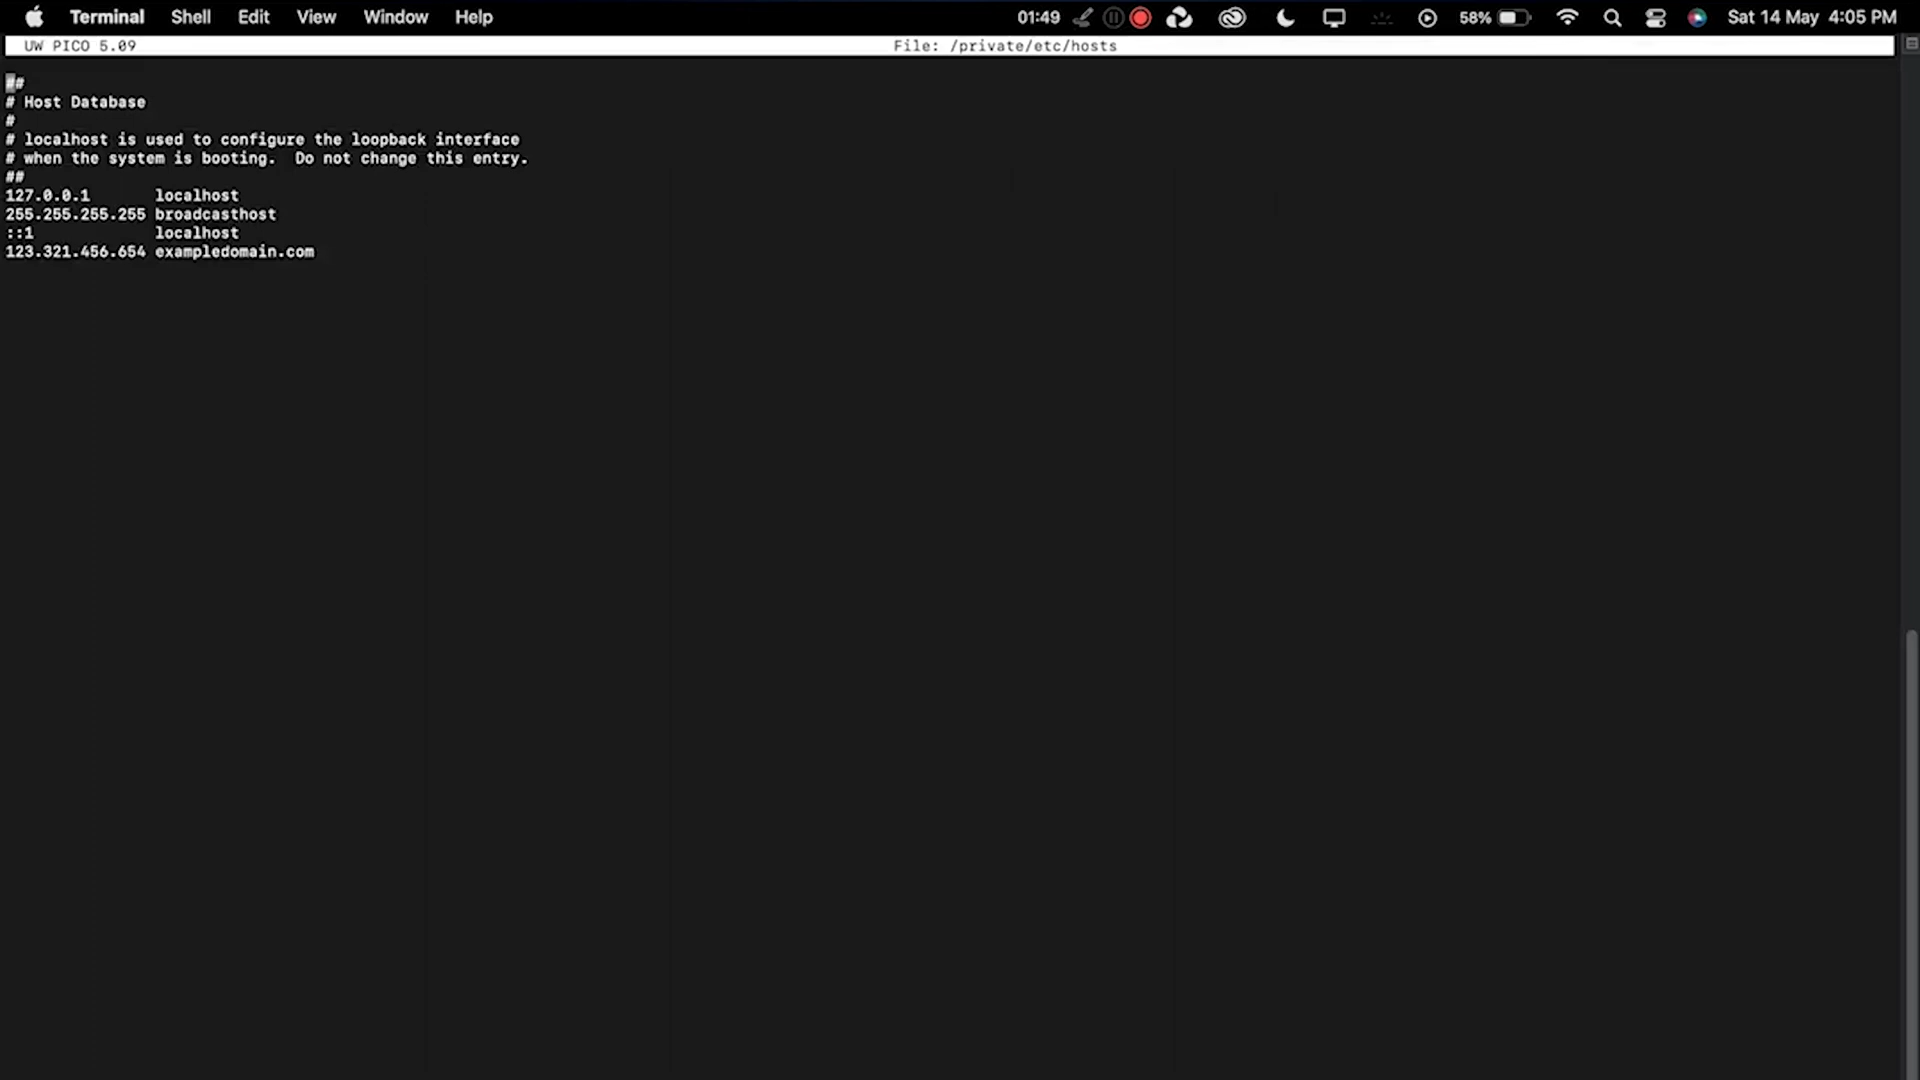 Terminal Shell Edit View Window Help 01:49 58% Sat 14 May 4:05 PM
UW PICO 5.09 File: /private/etc/hosts
##
# Host Database
#
# localhost is used to configure the loopback interface
# when the system is booting.  Do not change this entry.
##
127.0.0.1 localhost
255.255.255.255 broadcasthost
::1 localhost
123.321.456.654 exampledomain.com